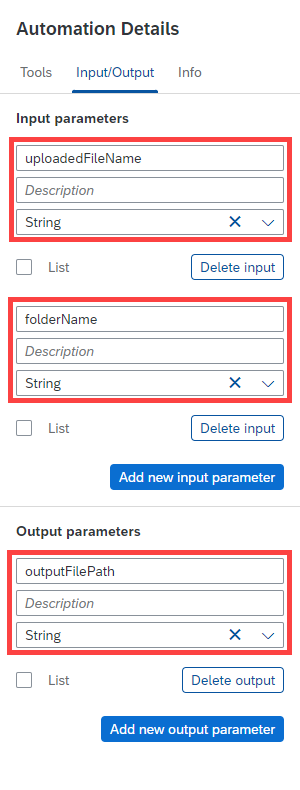 Automation Details
Tools Input/Output Info
Input parameters
uploadedFileName
Description
String
List Delete input
folderName
Description
String
List Delete input
Add new input parameter
Output parameters
outputFilePath
Description
String
List Delete output
Add new output parameter